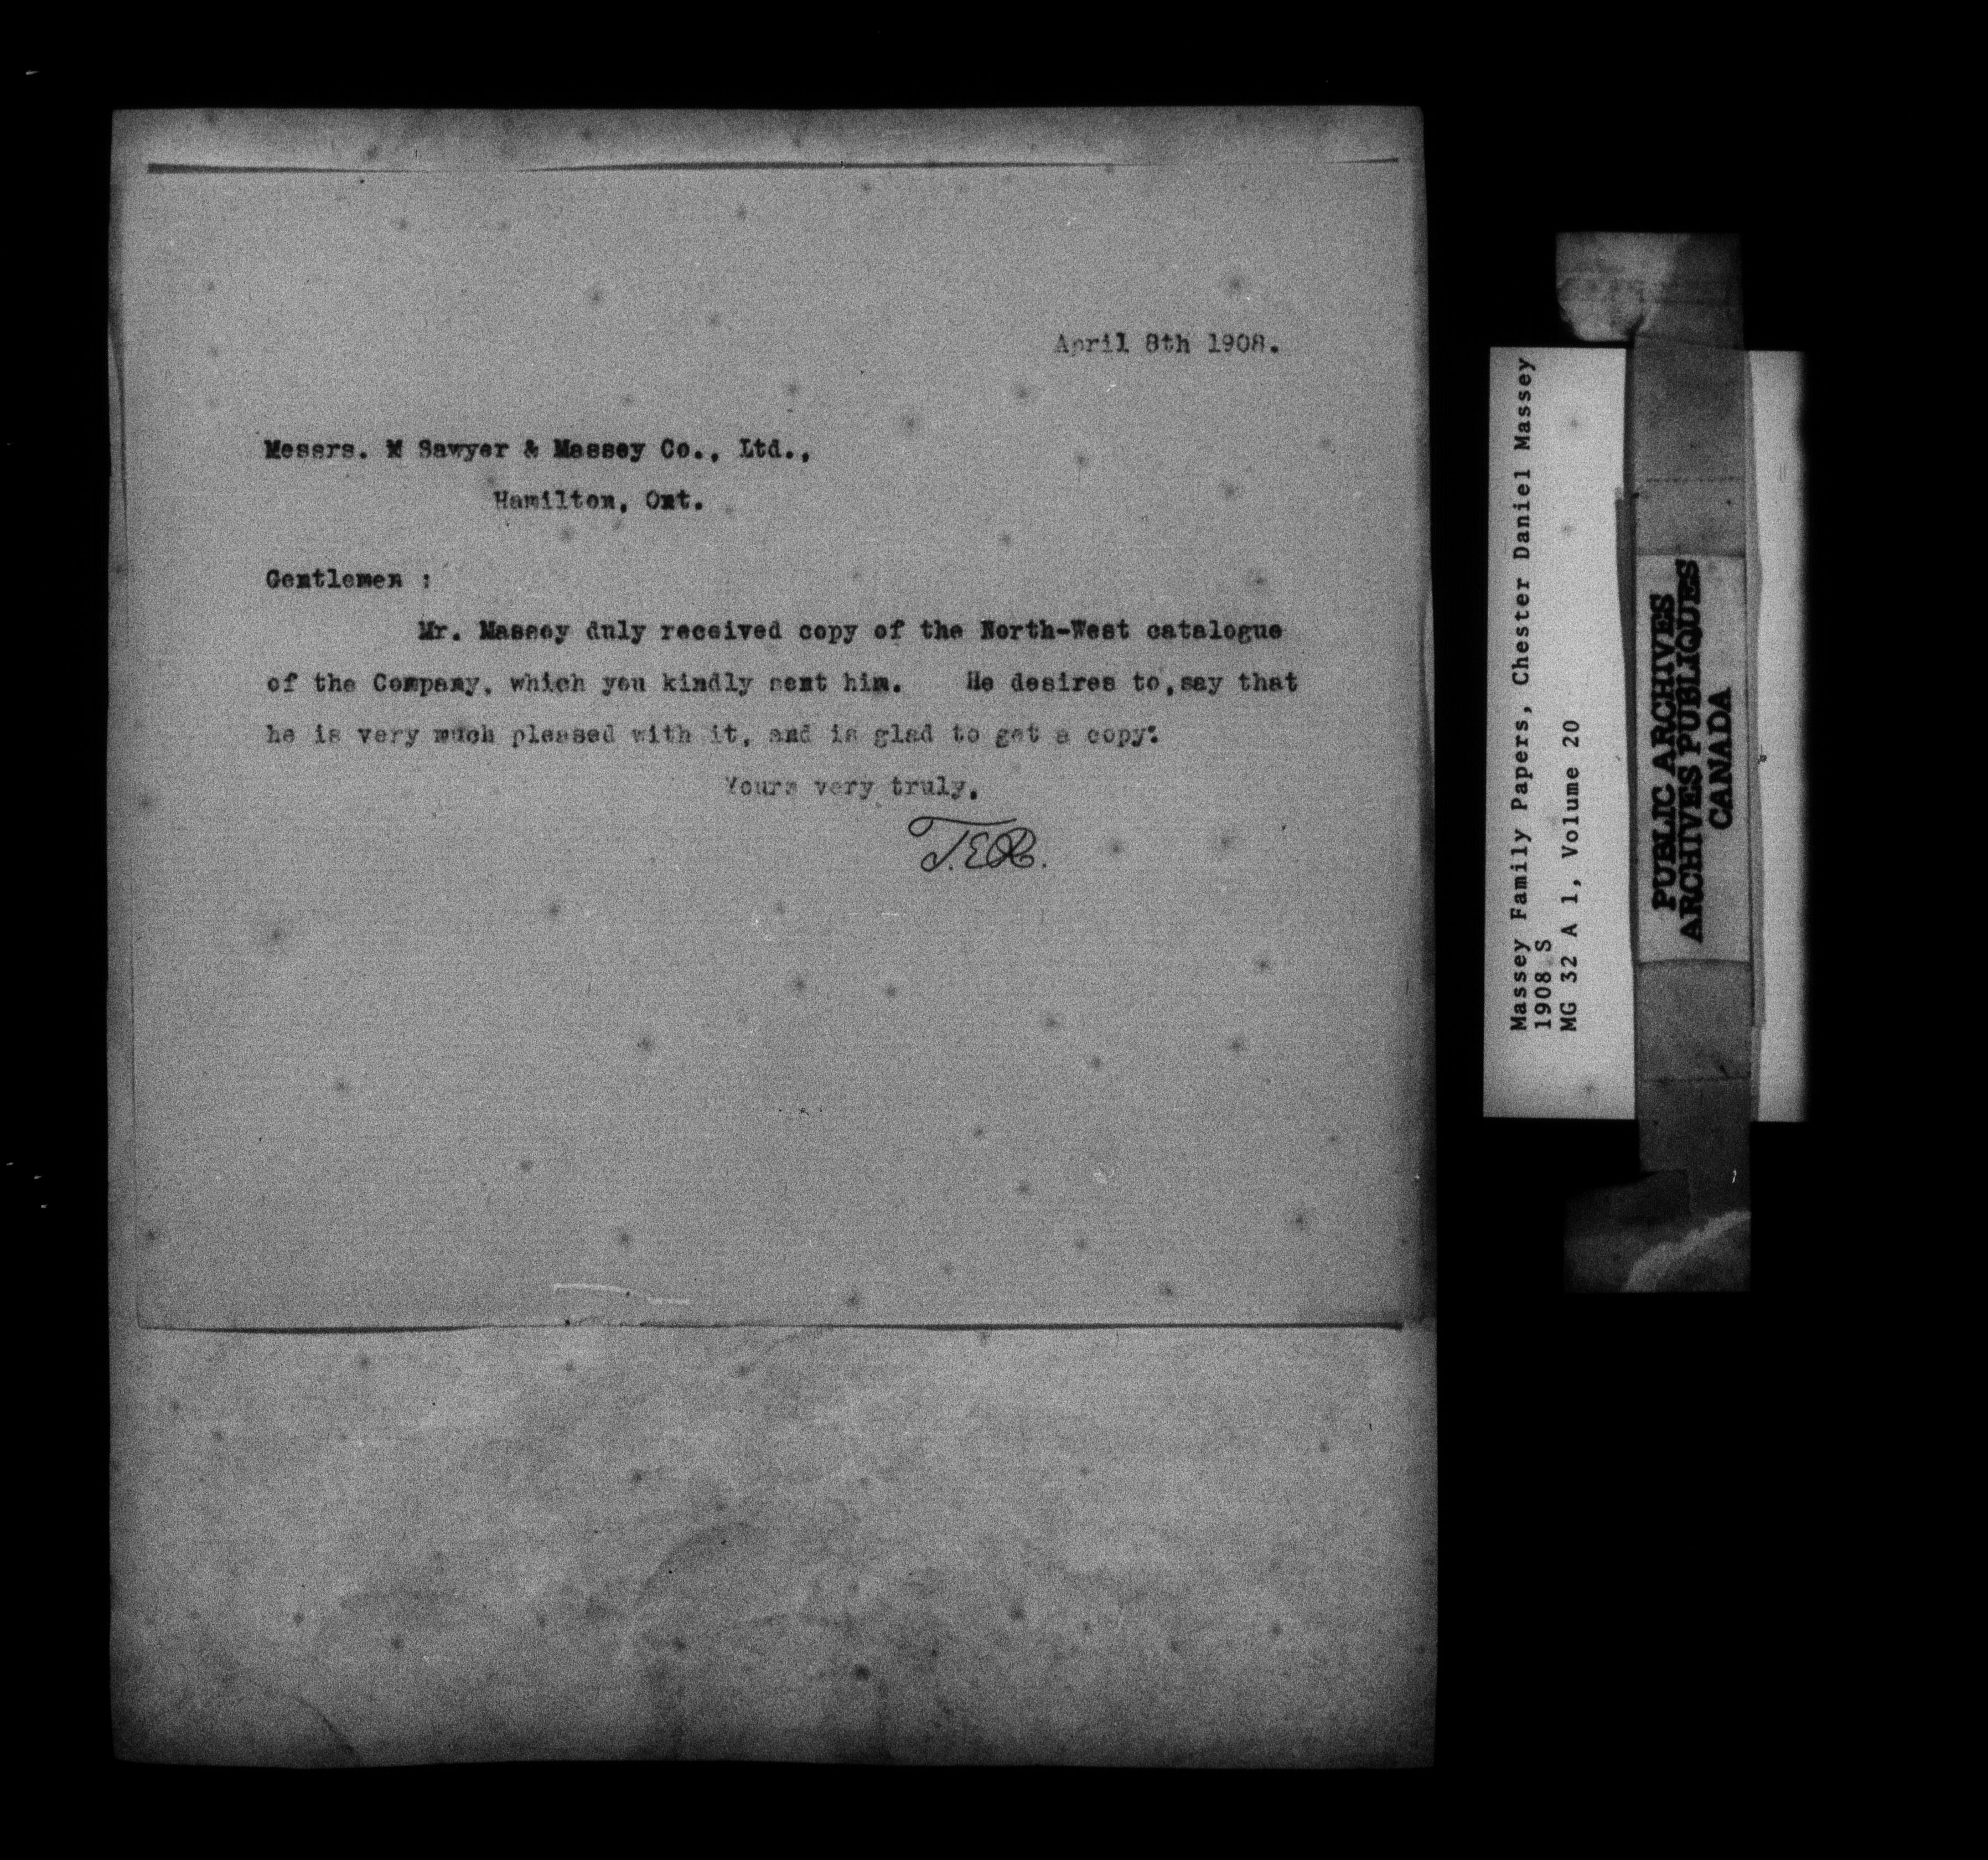 April 8th 1908.
Messrs. M Sawyer & Massey Co., Ltd.,
Hamilton, Ont.
Gentlemen :
Mr. Massey duly received copy of the North-West catalogue
of the Company, which you kindly sent him. He desires to,say that
he is very much pleased with it, and is glad to get a copy.
Yours very truly,
T.E.R.
Massey Family Papers, Chester Daniel Massey
1908 S
MG 32 A 1, Volume 20
PUBLIC ARCHIVES
ARCHIVES PUBLIQUES
CANADA